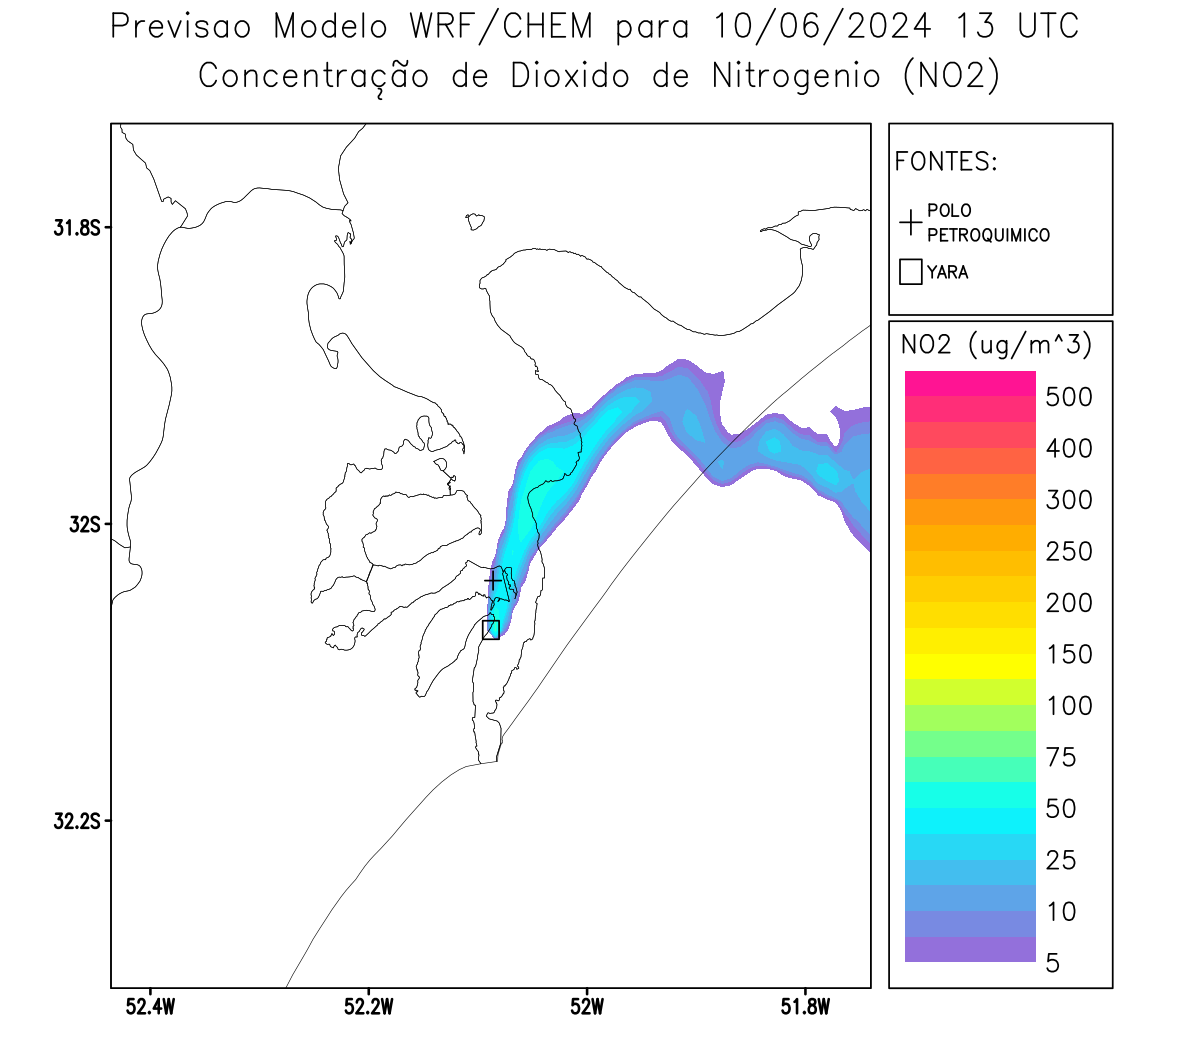 Previsao Modelo WRF/CHEM para 10/06/2024 13 UTC
Concentração de Dioxido de Nitrogenio (NO2)
FONTES:
POLO
PETROQUIMICO
YARA
NO2 (ug/m^3)
500
400
300
250
200
150
100
75
50
25
10
5
31.8S
32S
32.2S
52.4W
52.2W
52W
51.8W